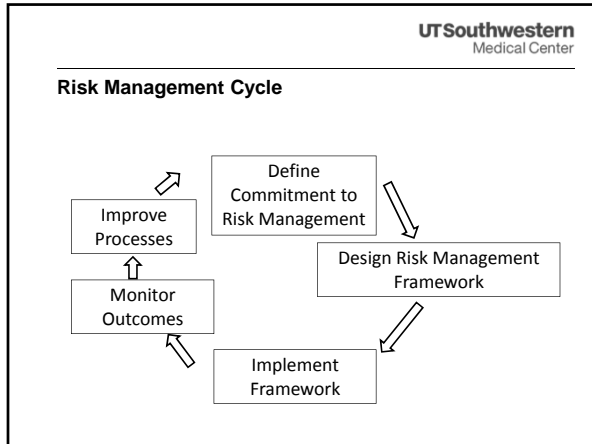 UTSouthwestern
Medical Center
Risk Management Cycle
Define
Commitment to
Risk Management
Design Risk Management
Framework
Implement
Framework
Monitor
Outcomes
Improve
Processes